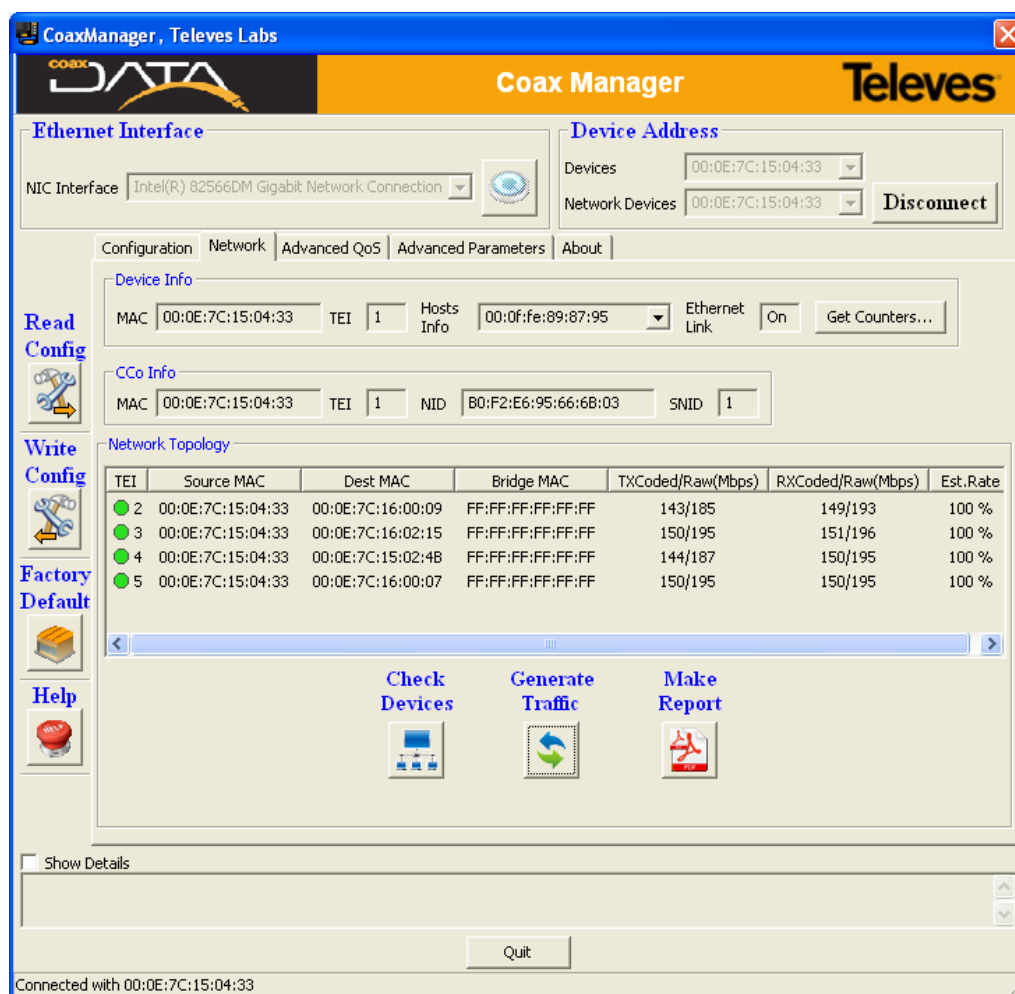 CoaxManager, Televes Labs
coax DATA
Coax Manager
Televes
Ethernet Interface
NIC Interface Intel(R) 82566DM Gigabit Network Connection
Device Address
Devices 00:0E:7C:15:04:33
Network Devices 00:0E:7C:15:04:33
Disconnect
Configuration Network Advanced QoS Advanced Parameters About
Read
Config
Write
Config
Factory
Default
Help
HELP
Device Info
MAC 00:0E:7C:15:04:33 TEI 1 Hosts Info 00:0f:fe:89:87:95 Ethernet Link On Get Counters...
CCo Info
MAC 00:0E:7C:15:04:33 TEI 1 NID B0:F2:E6:95:66:6B:03 SNID 1
Network Topology
TEI Source MAC Dest MAC Bridge MAC TXCoded/Raw(Mbps) RXCoded/Raw(Mbps) Est.Rate
2 00:0E:7C:15:04:33 00:0E:7C:16:00:09 FF:FF:FF:FF:FF:FF 143/185 149/193 100 %
3 00:0E:7C:15:04:33 00:0E:7C:16:02:15 FF:FF:FF:FF:FF:FF 150/195 151/196 100 %
4 00:0E:7C:15:04:33 00:0E:7C:15:02:4B FF:FF:FF:FF:FF:FF 144/187 150/195 100 %
5 00:0E:7C:15:04:33 00:0E:7C:16:00:07 FF:FF:FF:FF:FF:FF 150/195 150/195 100 %
Check
Devices
Generate
Traffic
Make
Report
PDF
Show Details
Quit
Connected with 00:0E:7C:15:04:33